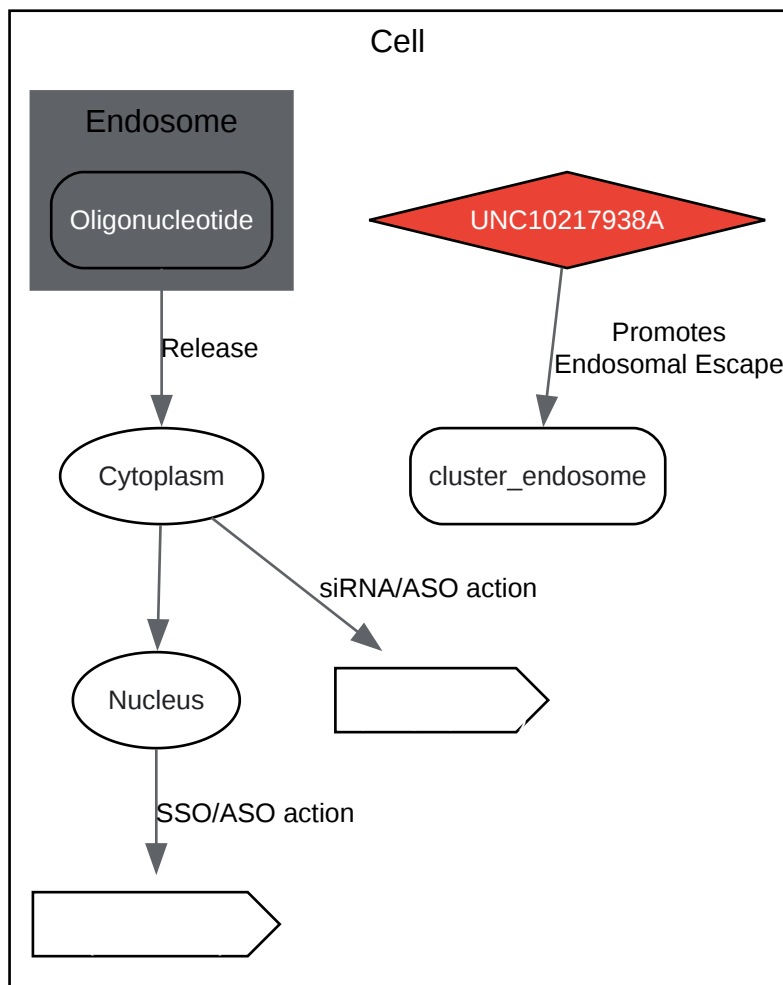 Cell
Endosome
Oligonucleotide
UNC10217938A
Release
Promotes
Endosomal Escape
Cytoplasm
cluster_endosome
siRNA/ASO action
Nucleus
SSO/ASO action